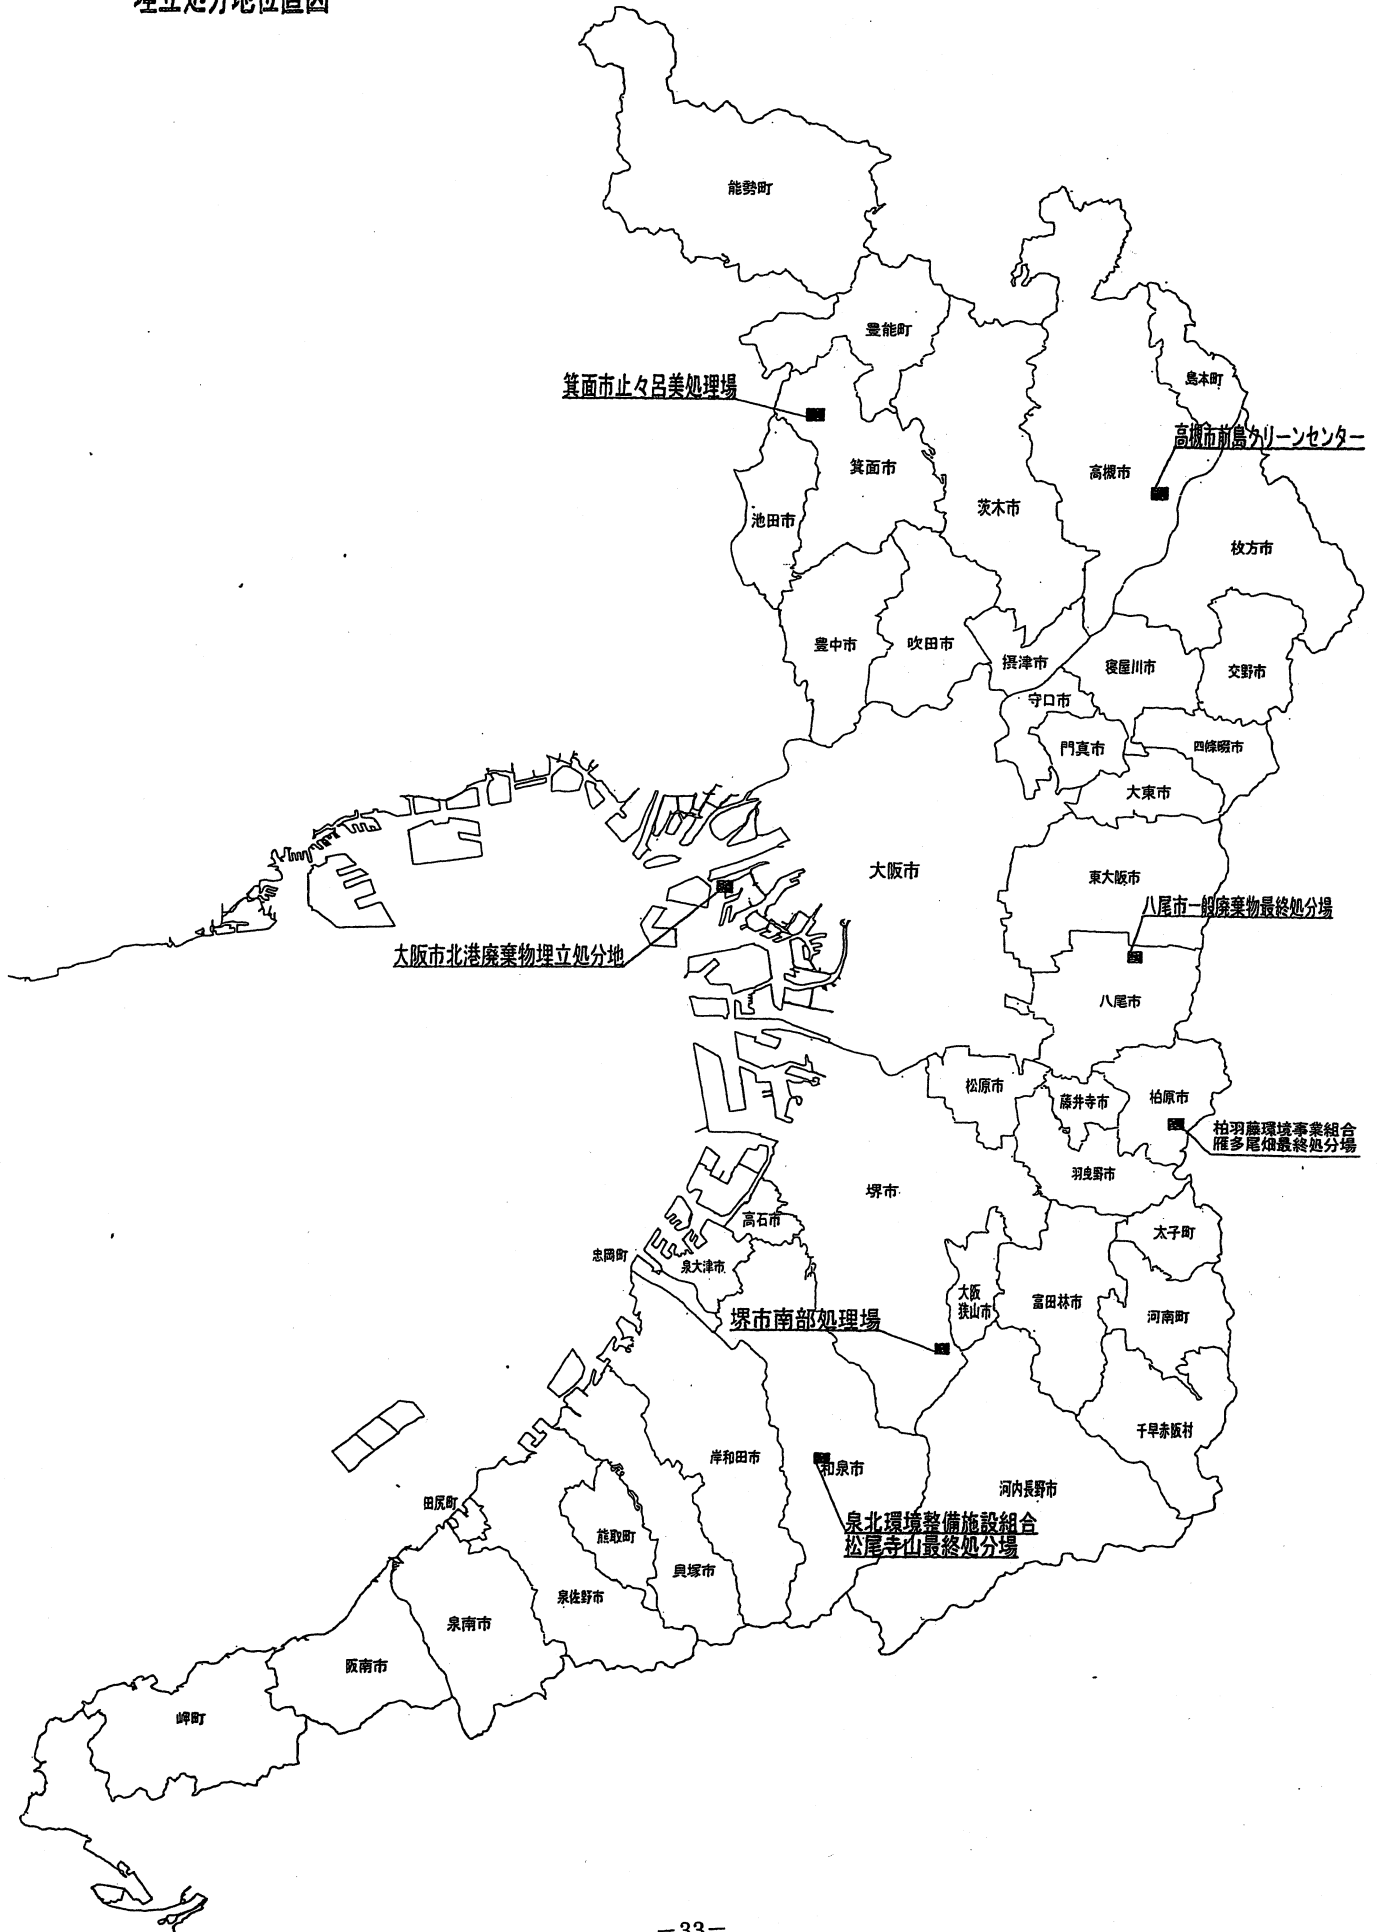 埋立処分地位置図
能勢町
豊能町
島本町
箕面市止々呂美処理場
高槻市前島クリーンセンター
箕面市
高槻市
茨木市
池田市
枚方市
豊中市
吹田市
摂津市
寝屋川市
交野市
守口市
門真市
四條畷市
大東市
大阪市
東大阪市
八尾市一般廃棄物最終処分場
大阪市北港廃棄物埋立処分地
八尾市
松原市
藤井寺市
柏原市
柏羽藤環境事業組合
雁多尾畑最終処分場
羽曳野市
堺市
高石市
太子町
忠岡町
泉大津市
大阪
狭山市
富田林市
河南町
堺市南部処理場
千早赤阪村
岸和田市
和泉市
河内長野市
田尻町
泉北環境整備施設組合
松尾寺山最終処分場
熊取町
貝塚市
泉佐野市
泉南市
阪南市
岬町
－33－